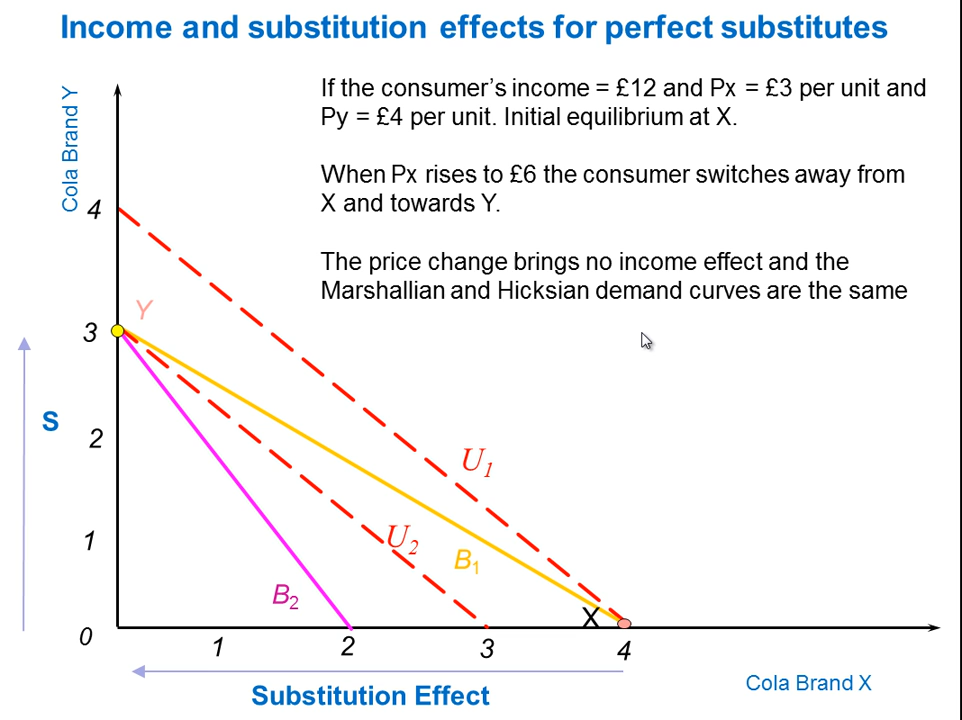 Income and substitution effects for perfect substitutes
If the consumer's income = £12 and Px = £3 per unit and
Py = £4 per unit. Initial equilibrium at X.
When Px rises to £6 the consumer switches away from
X and towards Y.
The price change brings no income effect and the
Marshallian and Hicksian demand curves are the same
Cola Brand Y
4
Y
3
S
2
U1
1
U2
B1
B2
X
0
1
2
3
4
Substitution Effect
Cola Brand X